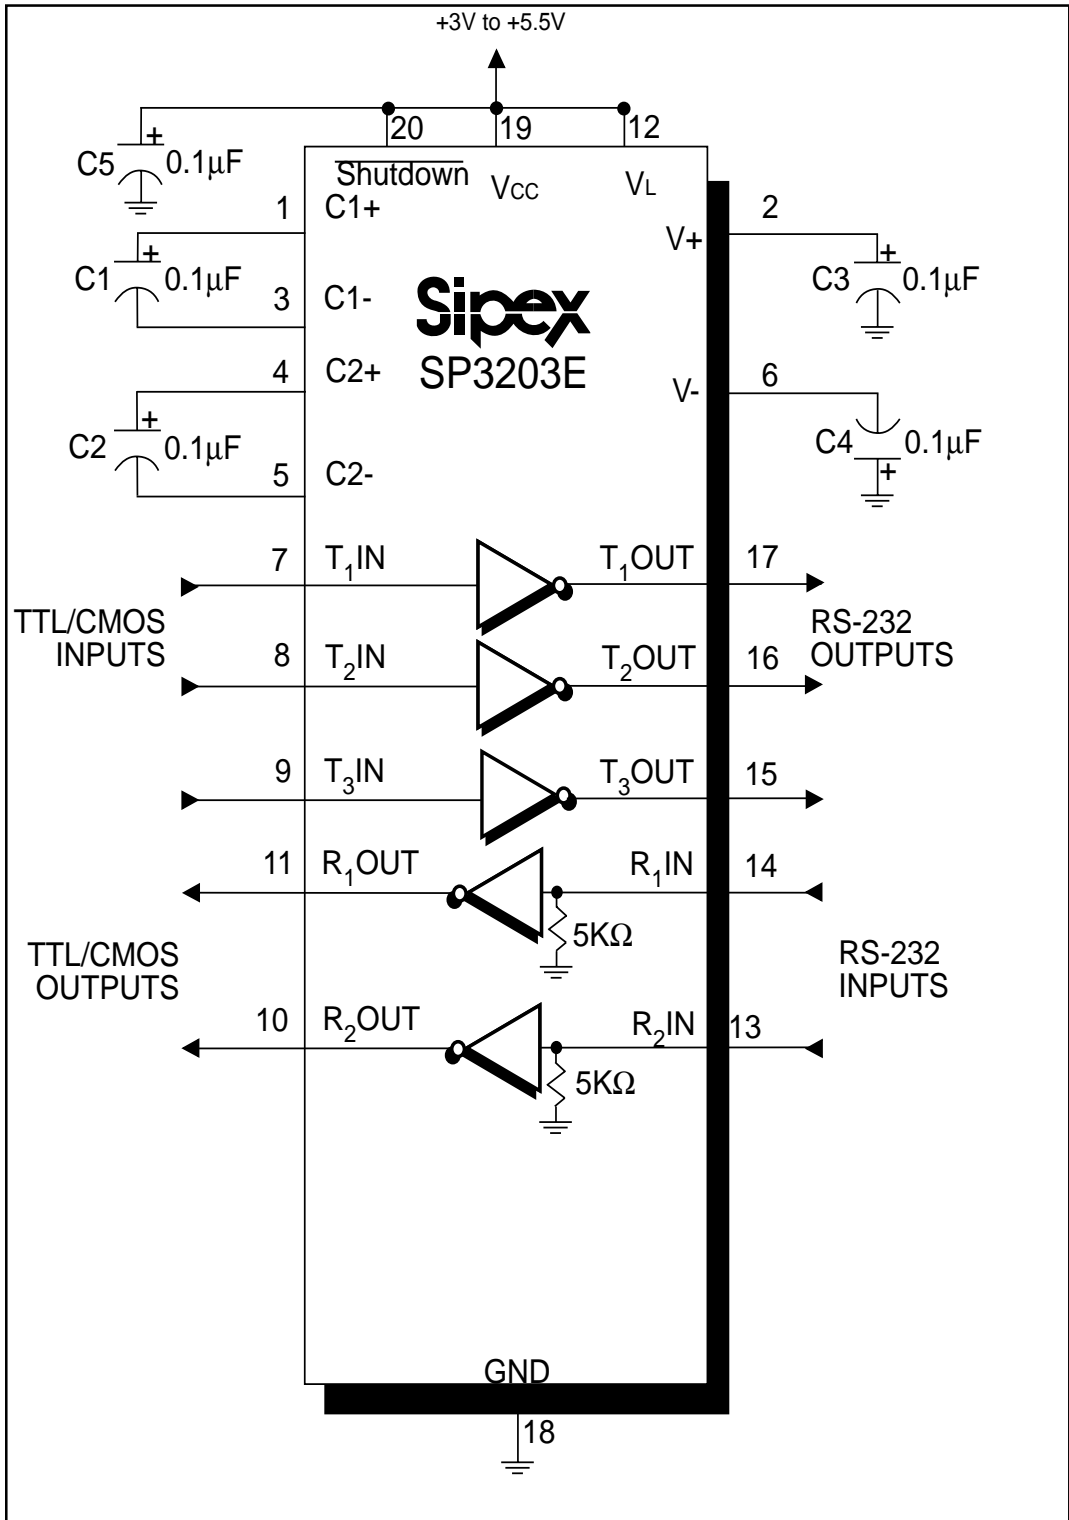 +3V to +5.5V
20
19
12
C5
+
0.1μF
Shutdown
VCC
VL
1
C1+
2
V+
C1
+
0.1μF
C3
+
0.1μF
3
C1-
Sipex
SP3203E
4
C2+
6
V-
C2
+
0.1μF
C4
0.1μF
+
5
C2-
7
T1IN
T1OUT
17
TTL/CMOS
INPUTS
RS-232
OUTPUTS
8
T2IN
T2OUT
16
9
T3IN
T3OUT
15
11
R1OUT
R1IN
14
5KΩ
TTL/CMOS
OUTPUTS
RS-232
INPUTS
10
R2OUT
R2IN
13
5KΩ
GND
18